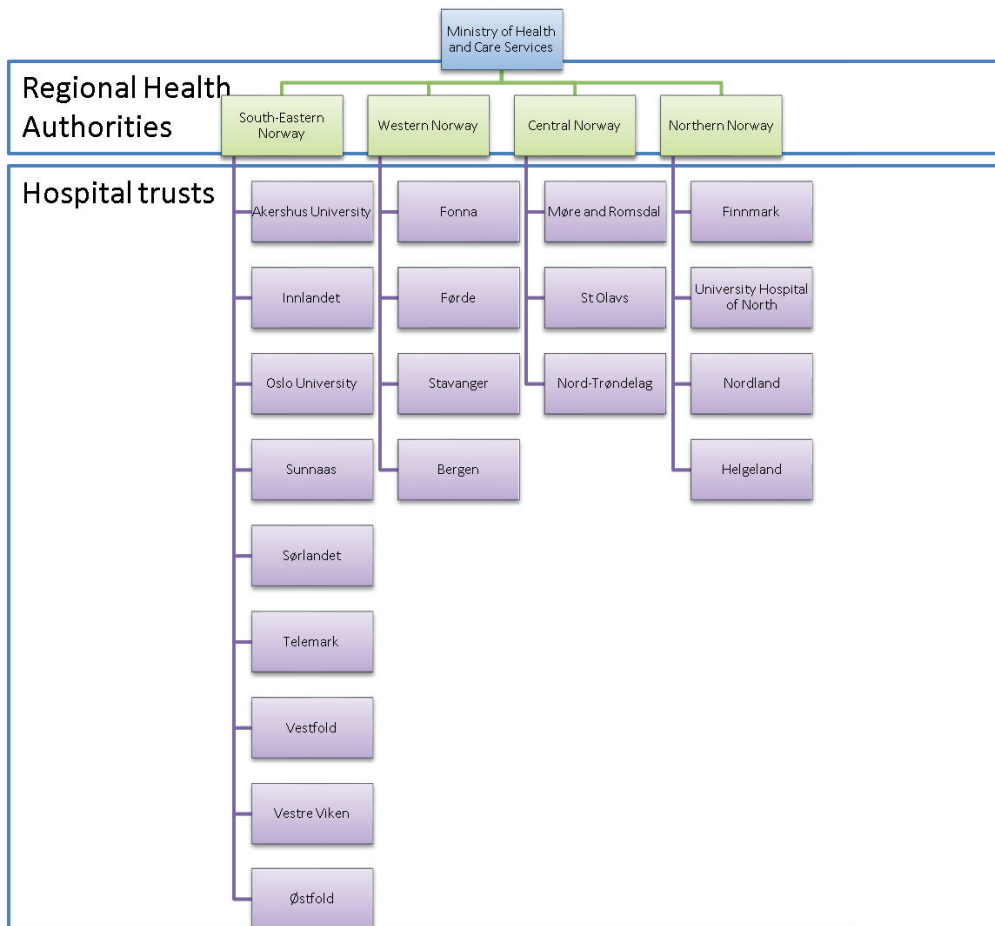 Ministry of Health
and Care Services
Regional Health
Authorities
South-Eastern
Norway
Western Norway
Central Norway
Northern Norway
Hospital trusts
Akershus University
Fonna
Møre and Romsdal
Finnmark
Innlandet
Førde
St Olavs
University Hospital
of North
Oslo University
Stavanger
Nord-Trøndelag
Nordland
Sunnaas
Bergen
Helgeland
Sørlandet
Telemark
Vestfold
Vestre Viken
Østfold